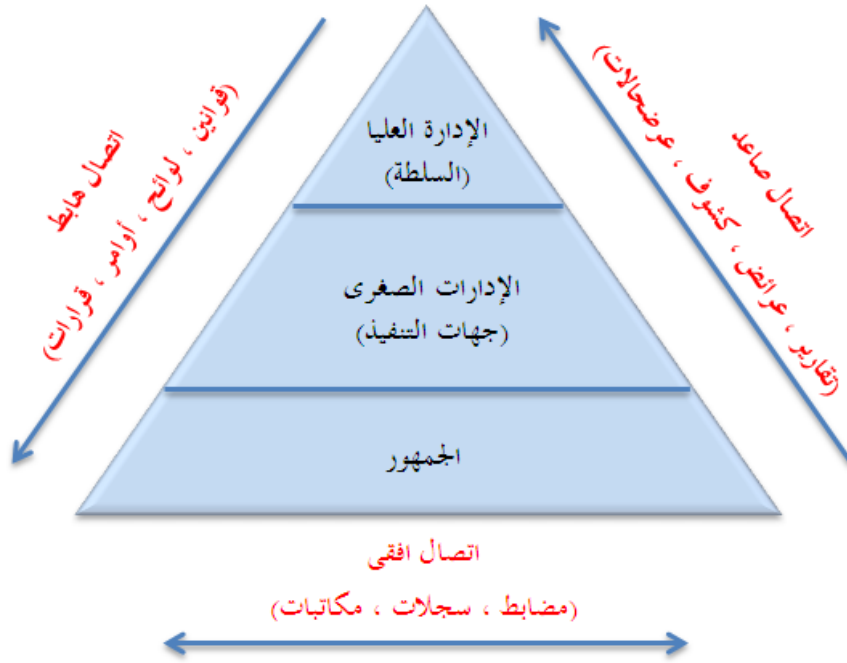 الإدارة العليا
(السلطة)
الإدارات الصغرى
(جهات التنفيذ)
الجمهور
اتصال صاعد
(تقارير ، عرائض ، كشوف ، عرضحالات)
اتصال هابط
(قوانين ، لوائح ، أوامر ، قرارات)
اتصال افقى
(مضابط ، سجلات ، مكاتبات)